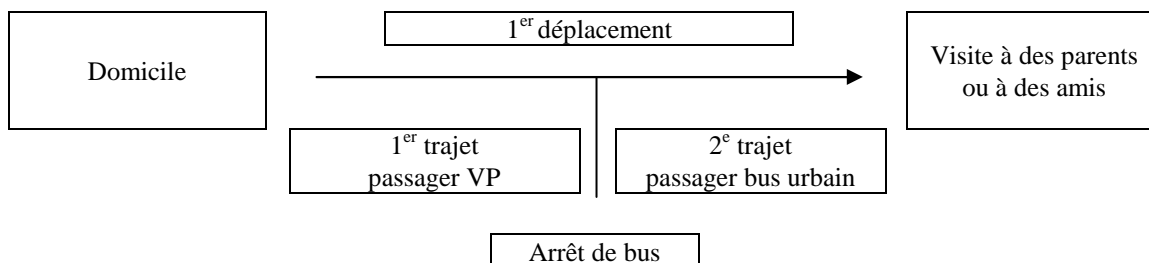 1er déplacement
Domicile
Visite à des parents
ou à des amis
1er trajet
passager VP
2e trajet
passager bus urbain
Arrêt de bus